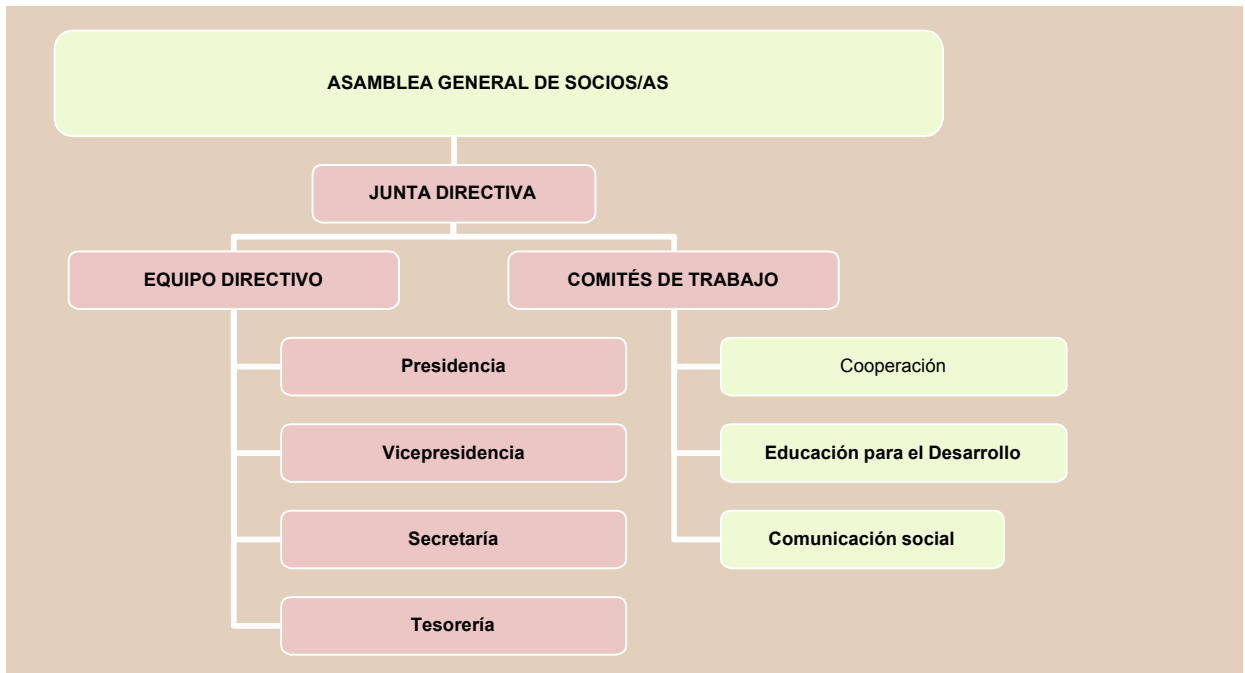 ASAMBLEA GENERAL DE SOCIOS/AS
JUNTA DIRECTIVA
EQUIPO DIRECTIVO
COMITÉS DE TRABAJO
Presidencia
Cooperación
Vicepresidencia
Educación para el Desarrollo
Secretaría
Comunicación social
Tesorería